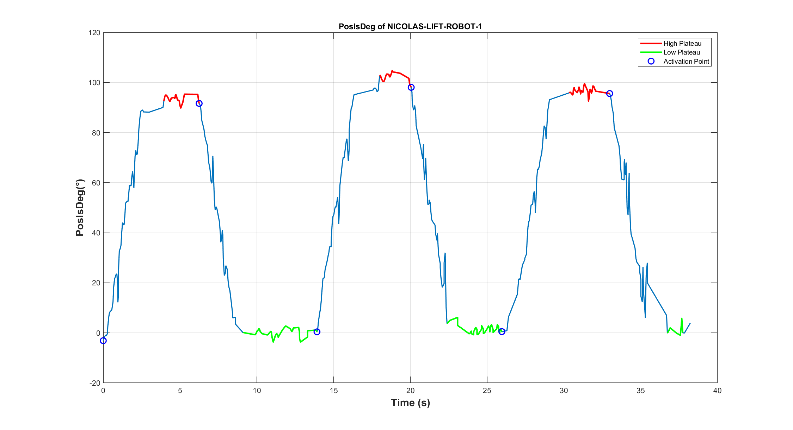 PosIsDeg of NICOLAS-LIFT-ROBOT-1
High Plateau
Low Plateau
Activation Point
PosIsDeg(°)
120
100
80
60
40
20
0
-20
0 5 10 15 20 25 30 35 40
Time (s)